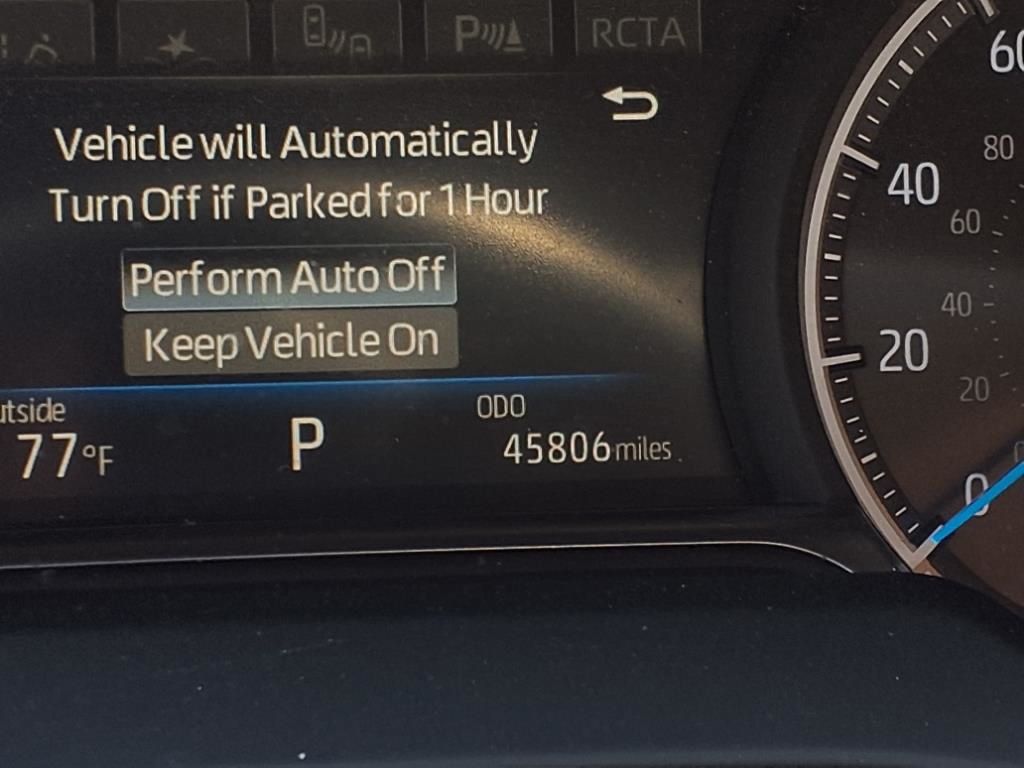 P RCTA
Vehicle will Automatically
Turn Off if Parked for 1 Hour
Perform Auto Off
Keep Vehicle On
utside
77°F
P
ODO
45806 miles
60
80
40
60
40
20
20
0